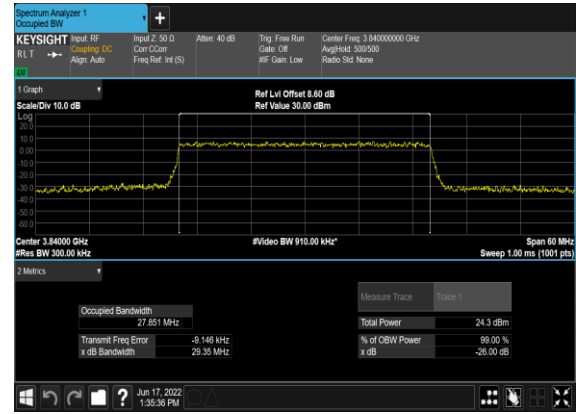 Spectrum Analyzer 1
Occupied BW
+
KEYSIGHT Input: RF Input Z: 50 Ω Atten: 40 dB Trig: Free Run Center Freq: 3.840000000 GHz
RLT Coupling: DC Corr CCorr Gate: Off Avg|Hold: 500/500
Align: Auto Freq Ref: Int (S) #IF Gain: Low Radio Std: None
LW
1 Graph
Ref Lvl Offset 8.60 dB
Scale/Div 10.0 dB Ref Value 30.00 dBm
Log
20.0
10.0
0.00
-10.0
-20.0
-30.0
-40.0
-50.0
-60.0
Center 3.84000 GHz #Video BW 910.00 kHz* Span 60 MHz
#Res BW 300.00 kHz Sweep 1.00 ms (1001 pts)
2 Metrics
Measure Trace Trace 1
Occupied Bandwidth
27.851 MHz Total Power 24.3 dBm
Transmit Freq Error -9.146 kHz % of OBW Power 99.00 %
x dB Bandwidth 29.35 MHz x dB -26.00 dB
? Jun 17, 2022
1:35:36 PM